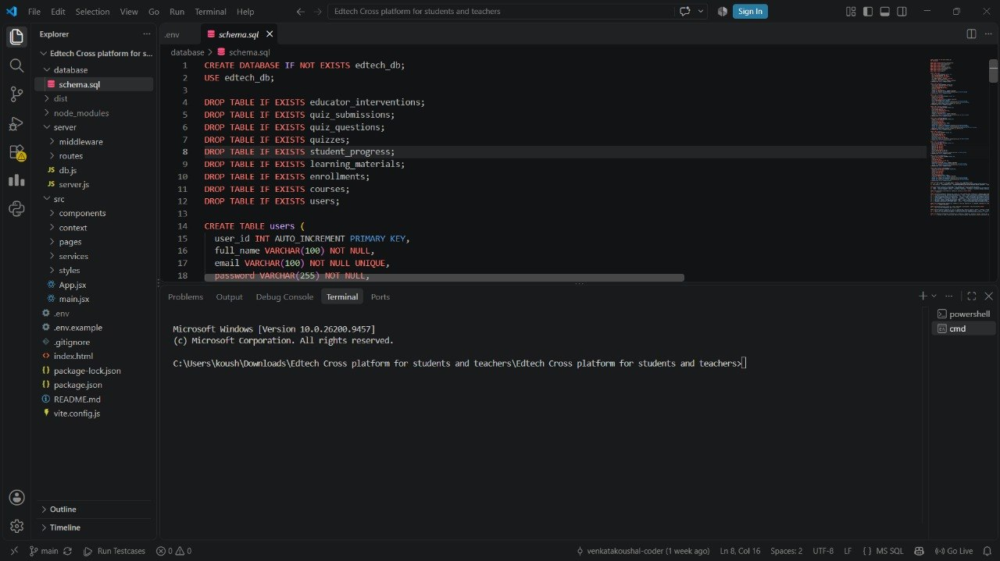 File Edit Selection View Go Run Terminal Help
Edtech Cross platform for students and teachers
Sign In
Explorer
Edtech Cross platform for s...
database
schema.sql
dist
node_modules
server
middleware
routes
JS db.js
JS server.js
src
components
context
pages
services
styles
App.jsx
main.jsx
.env
.env.example
.gitignore
index.html
package-lock.json
package.json
README.md
vite.config.js
Outline
Timeline
.env schema.sql
database > schema.sql
1 CREATE DATABASE IF NOT EXISTS edtech_db;
2 USE edtech_db;
3
4 DROP TABLE IF EXISTS educator_interventions;
5 DROP TABLE IF EXISTS quiz_submissions;
6 DROP TABLE IF EXISTS quiz_questions;
7 DROP TABLE IF EXISTS quizzes;
8 DROP TABLE IF EXISTS student_progress;
9 DROP TABLE IF EXISTS learning_materials;
10 DROP TABLE IF EXISTS enrollments;
11 DROP TABLE IF EXISTS courses;
12 DROP TABLE IF EXISTS users;
13
14 CREATE TABLE users (
15 user_id INT AUTO_INCREMENT PRIMARY KEY,
16 full_name VARCHAR(100) NOT NULL,
17 email VARCHAR(100) NOT NULL UNIQUE,
18 password VARCHAR(255) NOT NULL,
Problems Output Debug Console Terminal Ports
powershell
cmd
Microsoft Windows [Version 10.0.26200.9457]
(c) Microsoft Corporation. All rights reserved.
C:\Users\koush\Downloads\Edtech Cross platform for students and teachers\Edtech Cross platform for students and teachers>
main Run Testcases 0 0 venkatakoushal-coder (1 week ago) Ln 8, Col 16 Spaces: 2 UTF-8 LF { } MS SQL Go Live